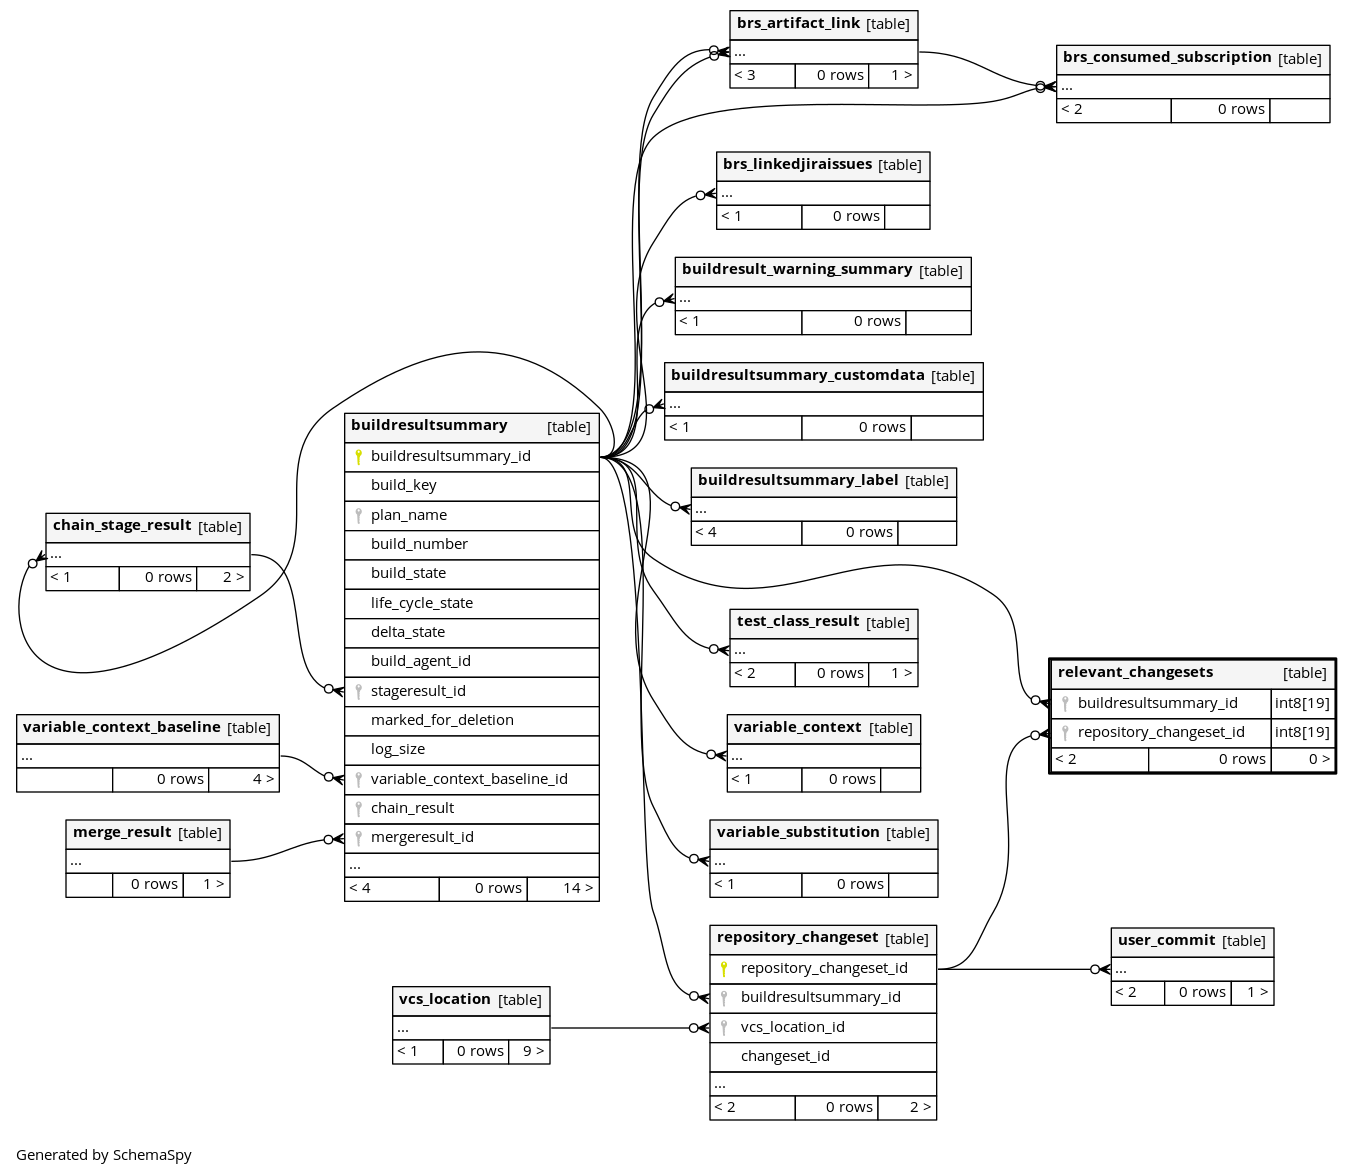 brs_artifact_link [table]
...
< 3 0 rows 1 >
brs_consumed_subscription [table]
...
< 2 0 rows
brs_linkedjiraissues [table]
...
< 1 0 rows
buildresult_warning_summary [table]
...
< 1 0 rows
buildresultsummary_customdata [table]
...
< 1 0 rows
buildresultsummary [table]
buildresultsummary_id
build_key
plan_name
build_number
build_state
life_cycle_state
delta_state
build_agent_id
stageresult_id
marked_for_deletion
log_size
variable_context_baseline_id
chain_result
mergeresult_id
...
< 4 0 rows 14 >
buildresultsummary_label [table]
...
< 4 0 rows
chain_stage_result [table]
...
< 1 0 rows 2 >
test_class_result [table]
...
< 2 0 rows 1 >
relevant_changesets [table]
buildresultsummary_id int8[19]
repository_changeset_id int8[19]
< 2 0 rows 0 >
variable_context_baseline [table]
...
0 rows 4 >
variable_context [table]
...
< 1 0 rows
merge_result [table]
...
0 rows 1 >
variable_substitution [table]
...
< 1 0 rows
repository_changeset [table]
repository_changeset_id
buildresultsummary_id
vcs_location_id
changeset_id
...
< 2 0 rows 2 >
user_commit [table]
...
< 2 0 rows 1 >
vcs_location [table]
...
< 1 0 rows 9 >
Generated by SchemaSpy